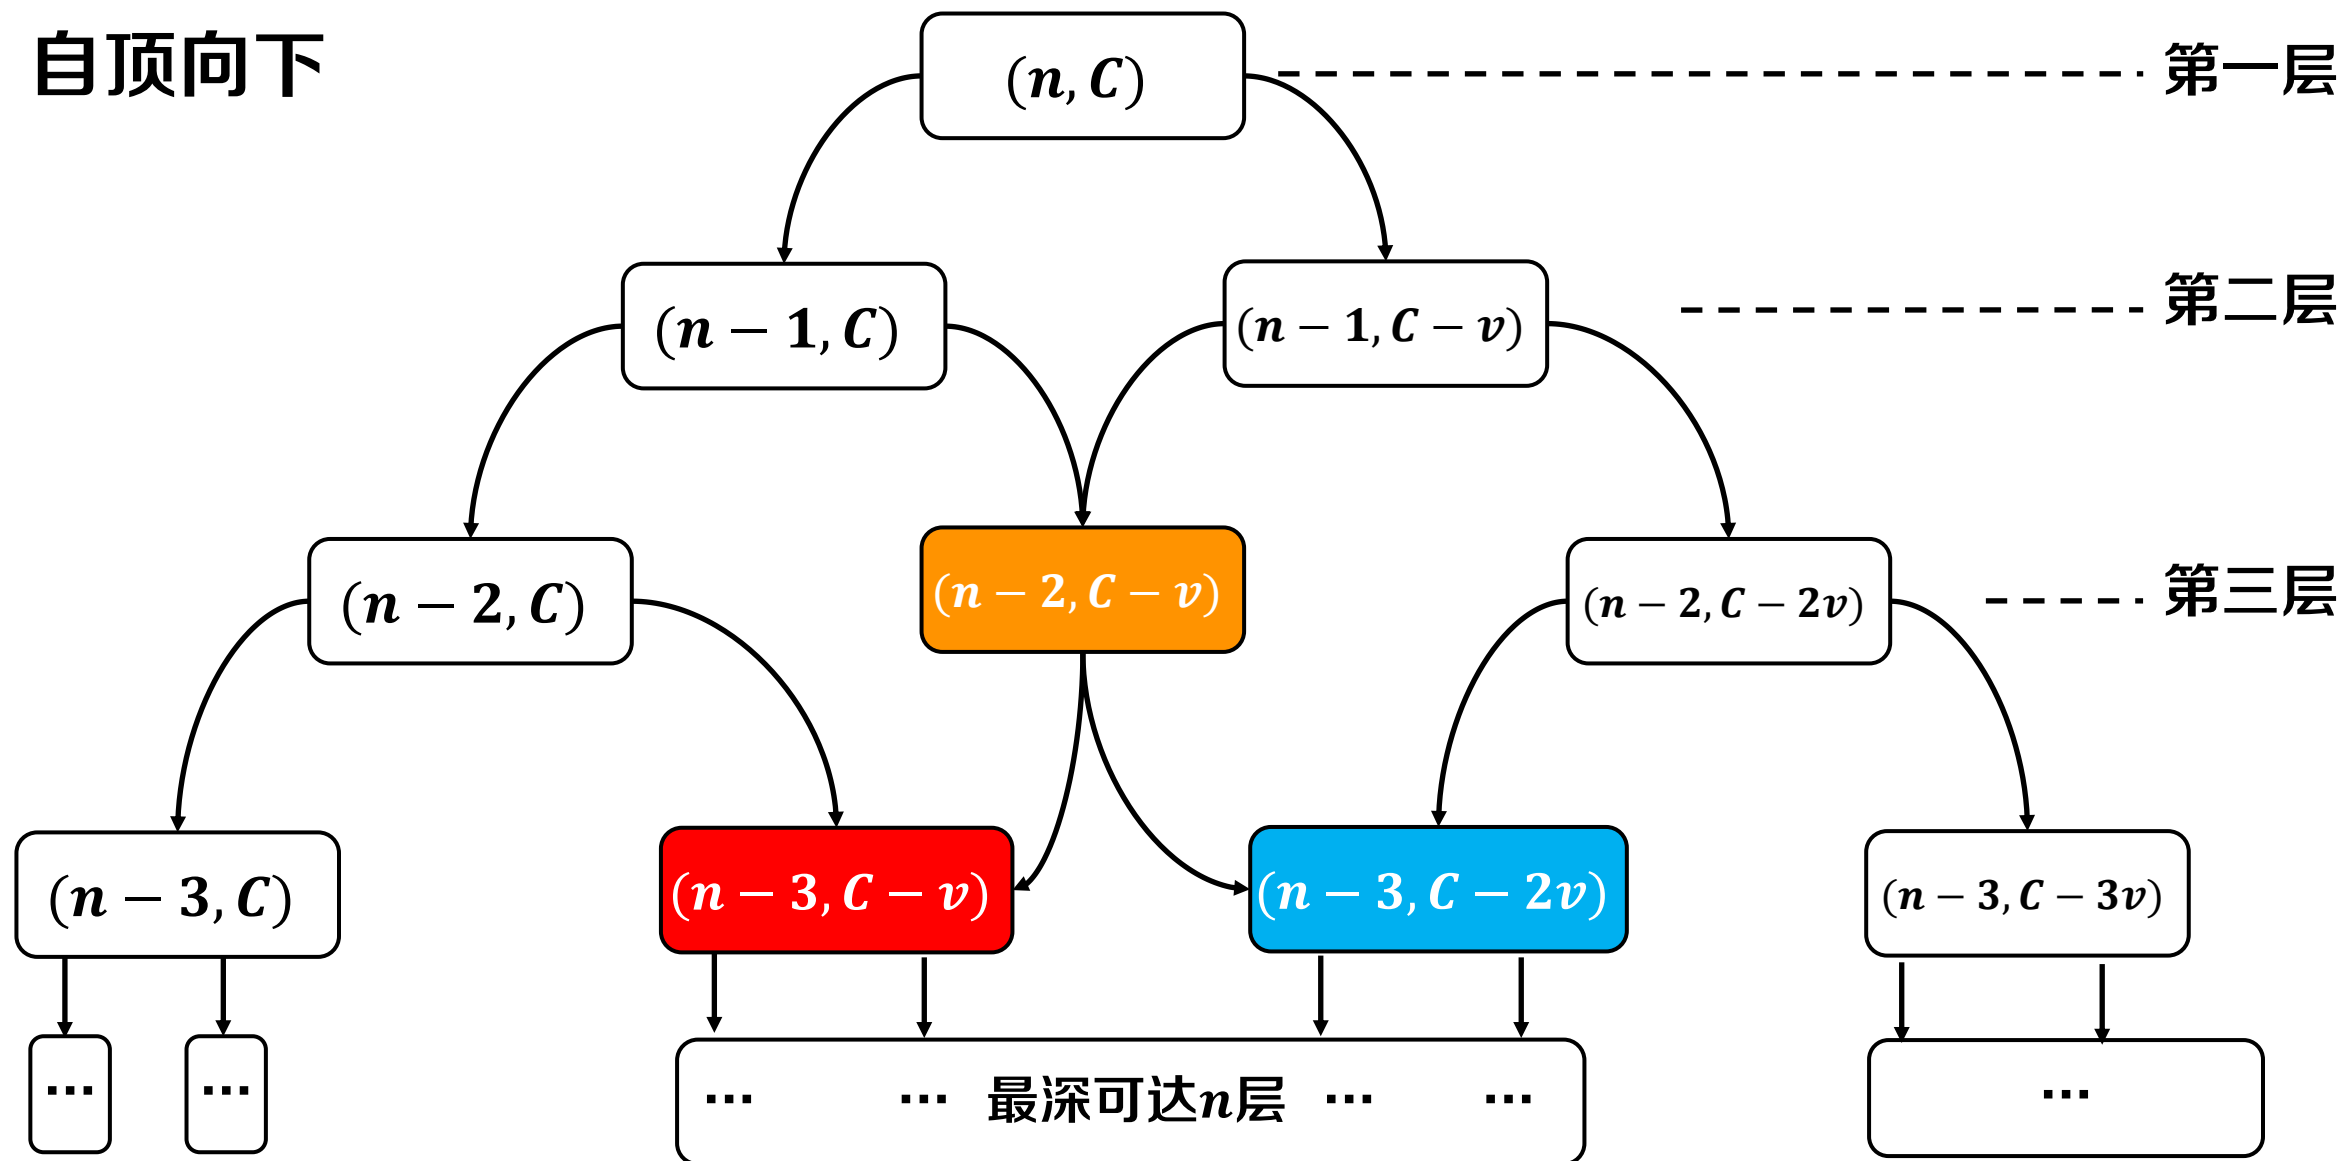 自顶向下
(n, C)
第一层
(n − 1, C)
(n − 1, C − v)
第二层
(n − 2, C)
(n − 2, C − v)
(n − 2, C − 2v)
第三层
(n − 3, C)
(n − 3, C − v)
(n − 3, C − 2v)
(n − 3, C − 3v)
...
...
... ... 最深可达n层 ... ...
...